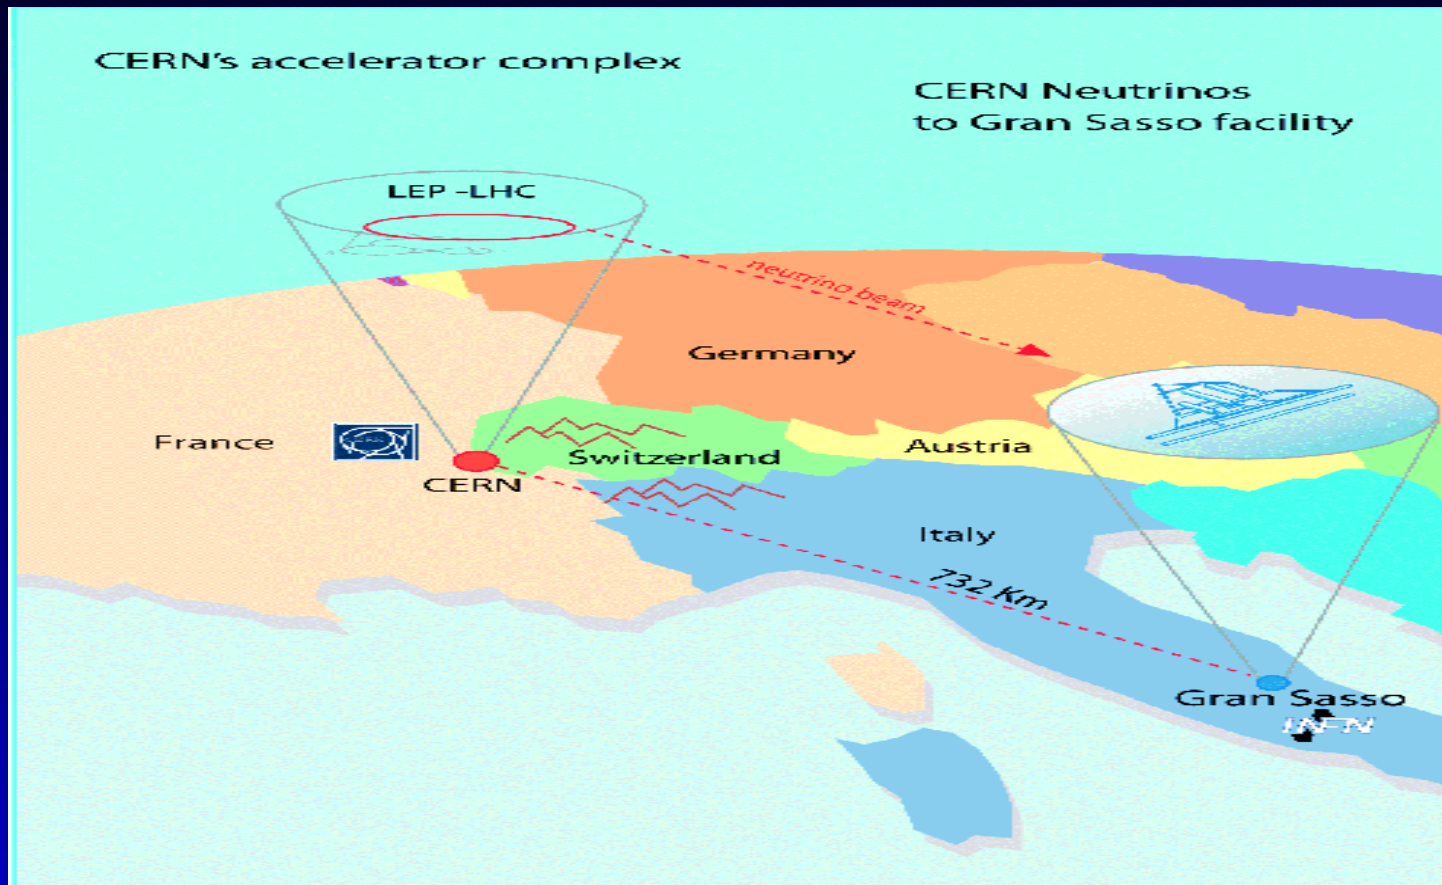 CERN's accelerator complex
CERN Neutrinos
to Gran Sasso facility
LEP -LHC
neutrino beam
Germany
France
Switzerland
Austria
CERN
Italy
732 Km
Gran Sasso
INFN